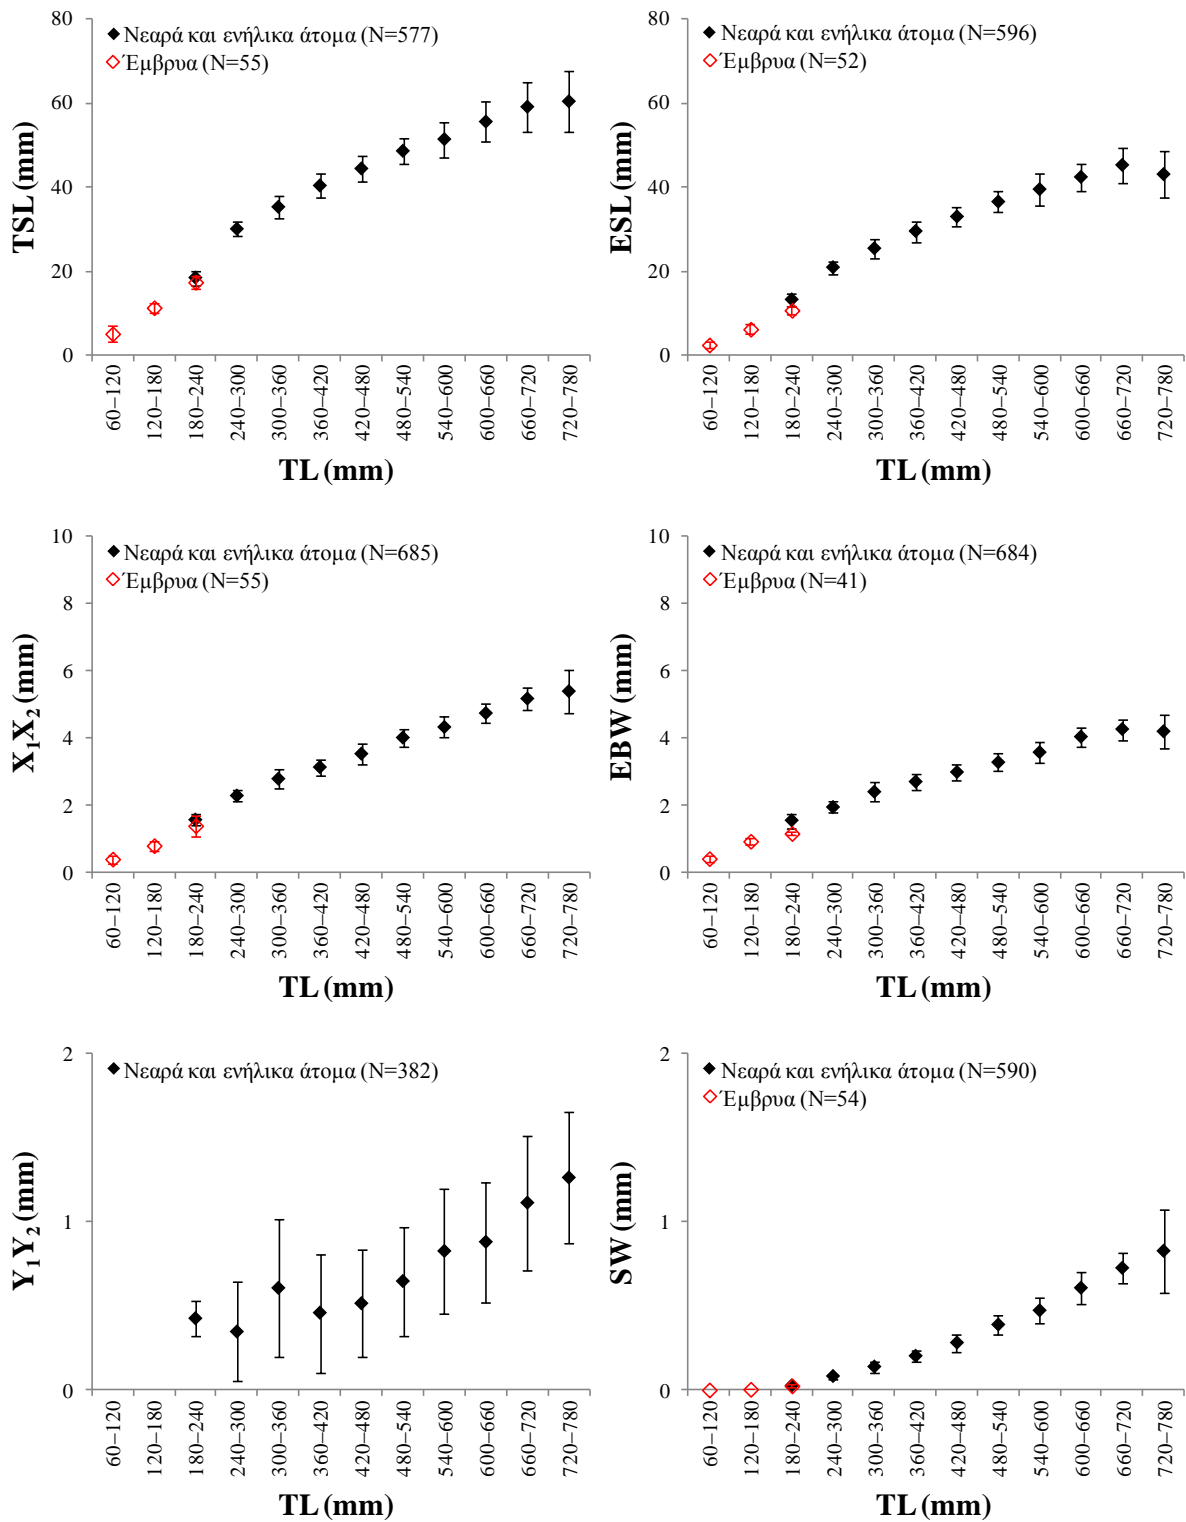 80
60
40
20
0
TSL (mm)
◆ Νεαρά και ενήλικα άτομα (N=577)
◇ Έμβρυα (N=55)
60–120 120–180 180–240 240–300 300–360 360–420 420–480 480–540 540–600 600–660 660–720 720–780
TL (mm)
80
60
40
20
0
ESL (mm)
◆ Νεαρά και ενήλικα άτομα (N=596)
◇ Έμβρυα (N=52)
60–120 120–180 180–240 240–300 300–360 360–420 420–480 480–540 540–600 600–660 660–720 720–780
TL (mm)
10
8
6
4
2
0
X₁X₂ (mm)
◆ Νεαρά και ενήλικα άτομα (N=685)
◇ Έμβρυα (N=55)
60–120 120–180 180–240 240–300 300–360 360–420 420–480 480–540 540–600 600–660 660–720 720–780
TL (mm)
10
8
6
4
2
0
EBW (mm)
◆ Νεαρά και ενήλικα άτομα (N=684)
◇ Έμβρυα (N=41)
60–120 120–180 180–240 240–300 300–360 360–420 420–480 480–540 540–600 600–660 660–720 720–780
TL (mm)
2
1
0
Y₁Y₂ (mm)
◆ Νεαρά και ενήλικα άτομα (N=382)
60–120 120–180 180–240 240–300 300–360 360–420 420–480 480–540 540–600 600–660 660–720 720–780
TL (mm)
2
1
0
SW (mm)
◆ Νεαρά και ενήλικα άτομα (N=590)
◇ Έμβρυα (N=54)
60–120 120–180 180–240 240–300 300–360 360–420 420–480 480–540 540–600 600–660 660–720 720–780
TL (mm)